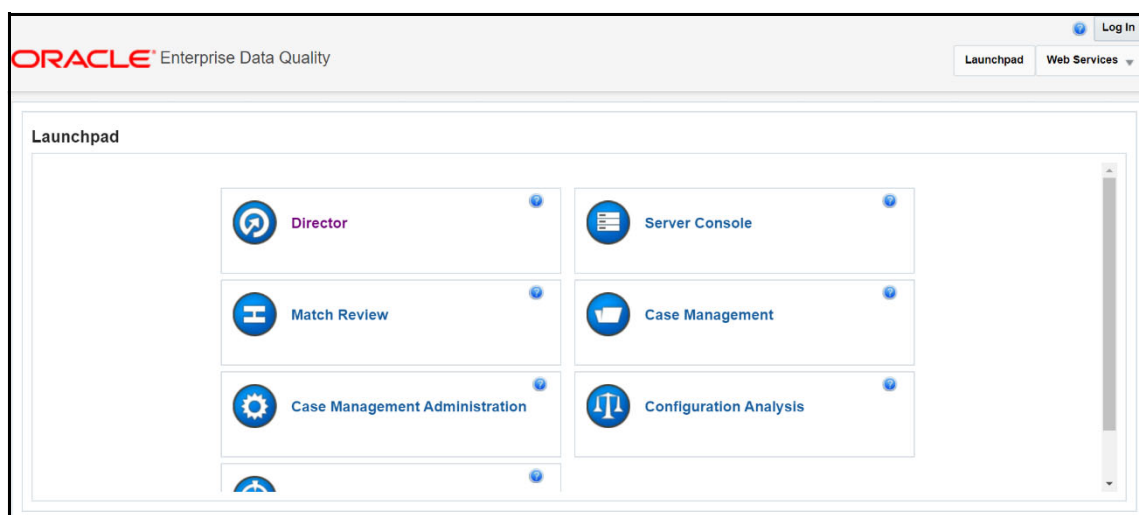 Log In
ORACLE® Enterprise Data Quality
Launchpad Web Services
Launchpad
Director Server Console
Match Review Case Management
Case Management Administration Configuration Analysis